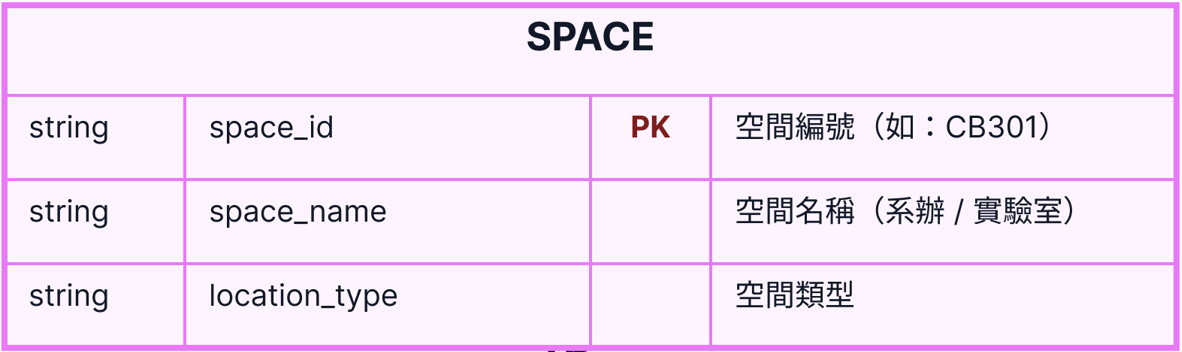 SPACE
string space_id PK 空間編號（如：CB301）
string space_name 空間名稱（系辦 / 實驗室）
string location_type 空間類型